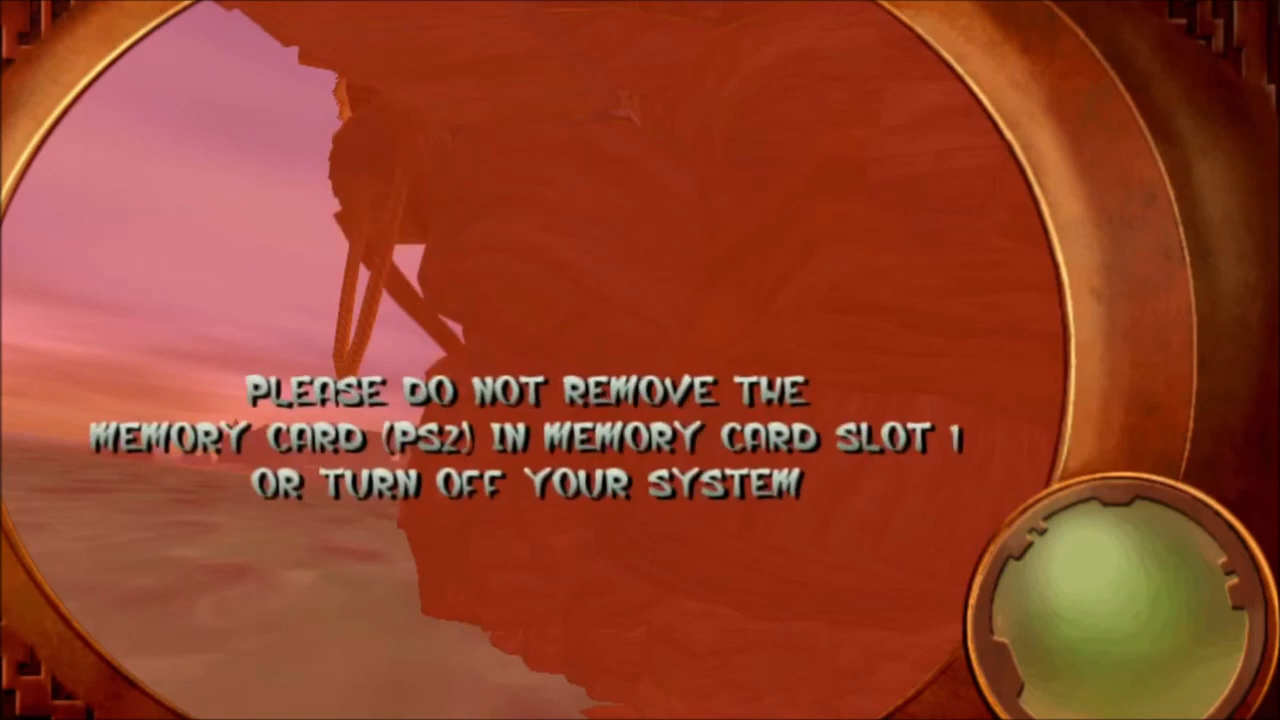 PLEASE DO NOT REMOVE THE
MEMORY CARD (PS2) IN MEMORY CARD SLOT 1
OR TURN OFF YOUR SYSTEM